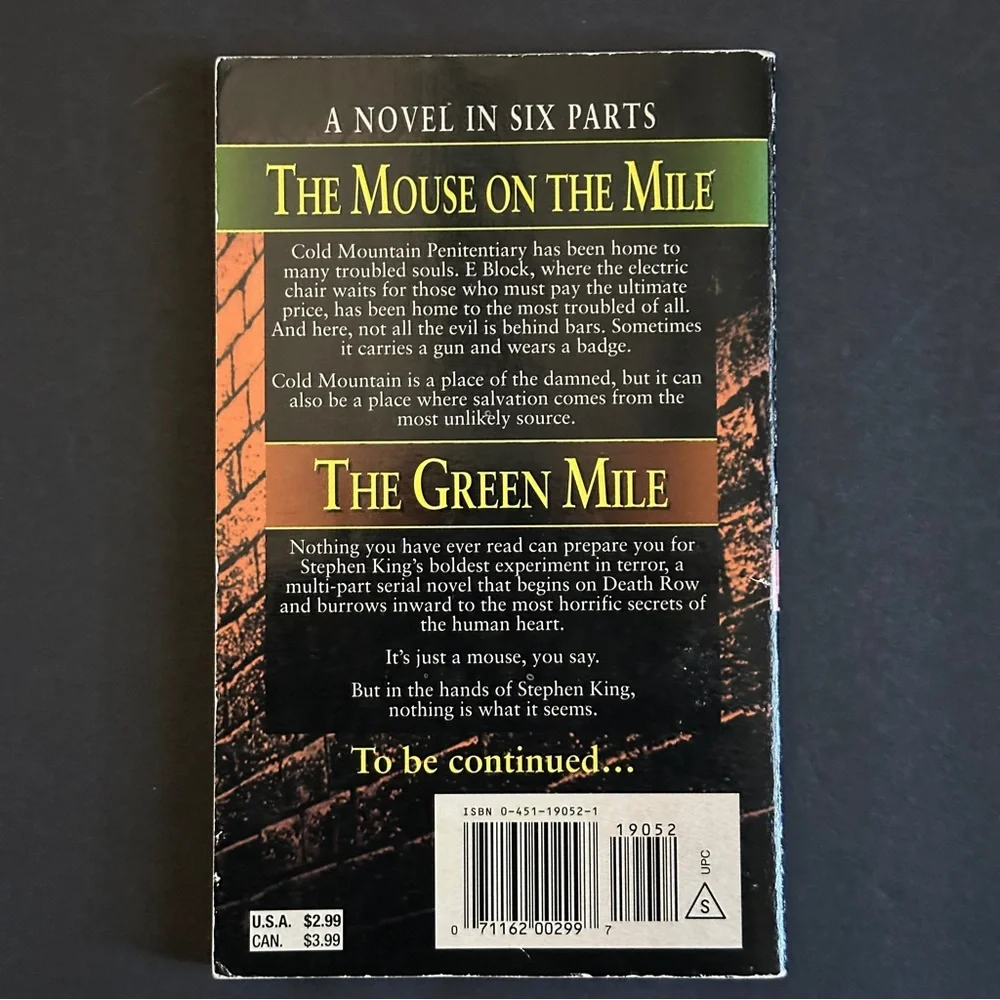 A NOVEL IN SIX PARTS
THE MOUSE ON THE MILE
Cold Mountain Penitentiary has been home to
many troubled souls. E Block, where the electric
chair waits for those who must pay the ultimate
price, has been home to the most troubled of all.
And here, not all the evil is behind bars. Sometimes
it carries a gun and wears a badge.
Cold Mountain is a place of the damned, but it can
also be a place where salvation comes from the
most unlikely source.
THE GREEN MILE
Nothing you have ever read can prepare you for
Stephen King's boldest experiment in terror, a
multi-part serial novel that begins on Death Row
and burrows inward to the most horrific secrets of
the human heart.
It's just a mouse, you say.
But in the hands of Stephen King,
nothing is what it seems.
To be continued...
ISBN 0-451-19052-1
19052
UPC
S
0 71162 00299 7
U.S.A. $2.99
CAN. $3.99